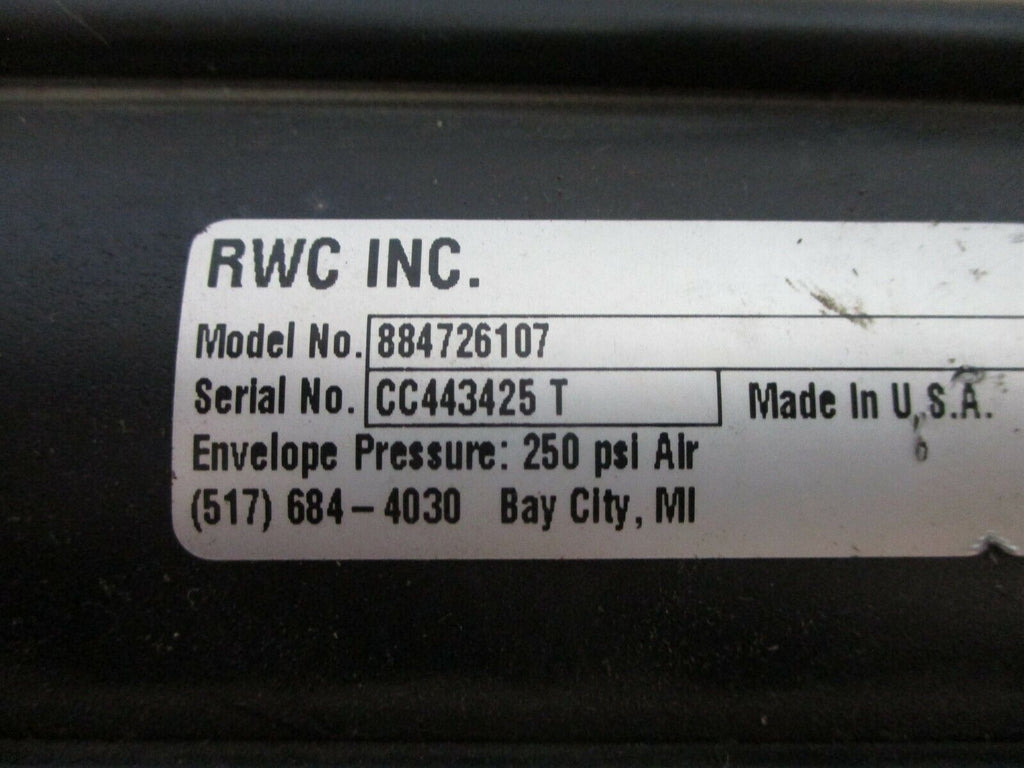 RWC INC.
Model No. 884726107
Serial No. CC443425 T Made In U.S.A.
Envelope Pressure: 250 psi Air
(517) 684-4030 Bay City, MI